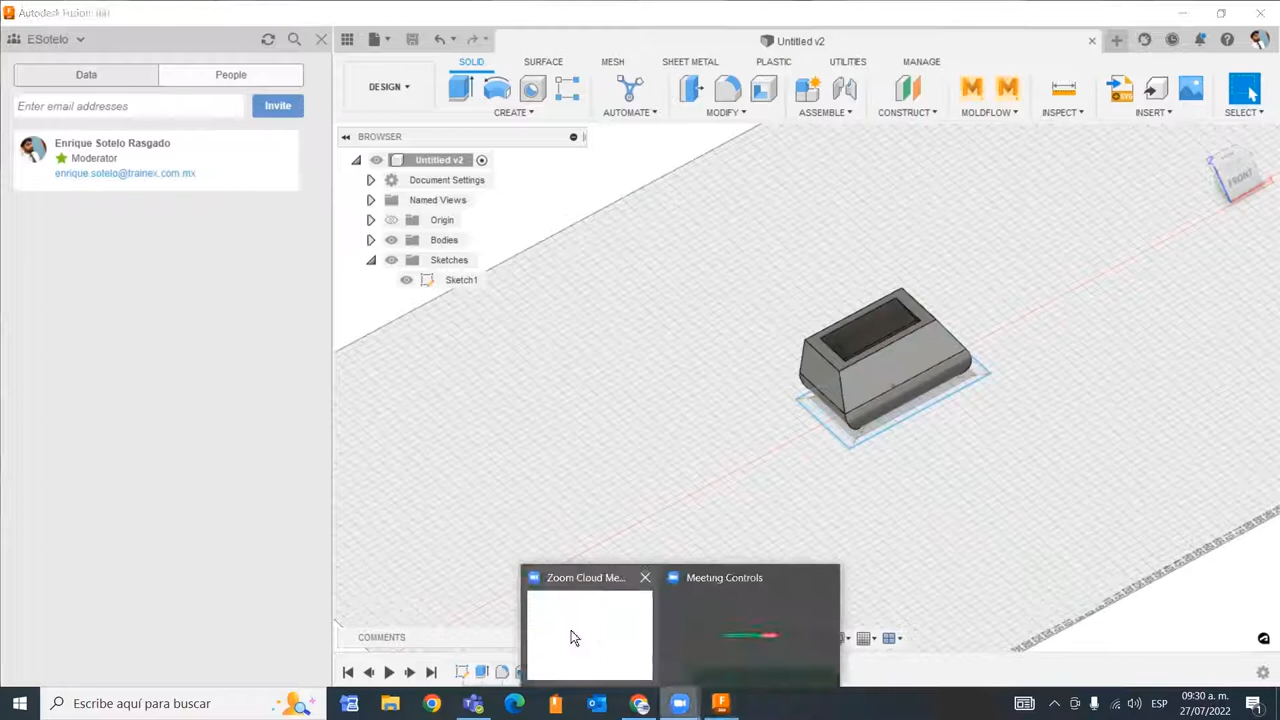 Autodesk Fusion
ESotelo
Untitled v2
Data
People
Enter email addresses
Invite
Enrique Sotelo Rasgado
Moderator
enrique.sotelo@trainex.com.mx
SOLID
SURFACE
MESH
SHEET METAL
PLASTIC
UTILITIES
MANAGE
DESIGN
CREATE
AUTOMATE
MODIFY
ASSEMBLE
CONSTRUCT
MOLDFLOW
INSPECT
INSERT
SELECT
BROWSER
Untitled v2
Document Settings
Named Views
Origin
Bodies
Sketches
Sketch1
Z
FRONT
X
Zoom Cloud Me...
Meeting Controls
COMMENTS
Escribe aquí para buscar
ESP
09:30 a. m.
27/07/2022